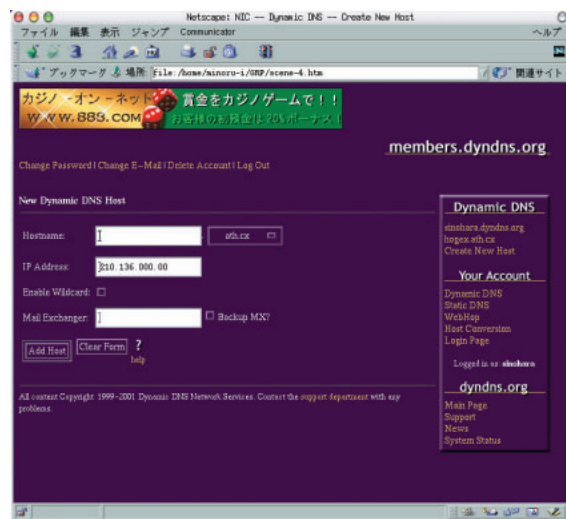 Netscape: NIC -- Dynamic DNS -- Create New Host
ファイル 編集 表示 ジャンプ Communicator ヘルプ
ブックマーク 場所: file:/home/minoru-i/GRP/scene-4.htm 関連サイト
カジノ－オン－ネット 賞金をカジノゲームで！！
WWW.888.COM お客様の初預金は20%ボーナス！
members.dyndns.org
Change Password | Change E-Mail | Delete Account | Log Out
New Dynamic DNS Host
Hostname: . ath.cx
IP Address: 210.136.000.00
Enable Wildcard:
Mail Exchanger: Backup MX?
Add Host Clear Form ?
help
All content Copyright 1999-2001 Dynamic DNS Network Services. Contact the support department with any
problems.
Dynamic DNS
sinohara.dyndns.org
hogex.ath.cx
Create New Host
Your Account
Dynamic DNS
Static DNS
WebHop
Host Conversion
Login Page
Logged in as: sinohara
dyndns.org
Main Page
Support
News
System Status